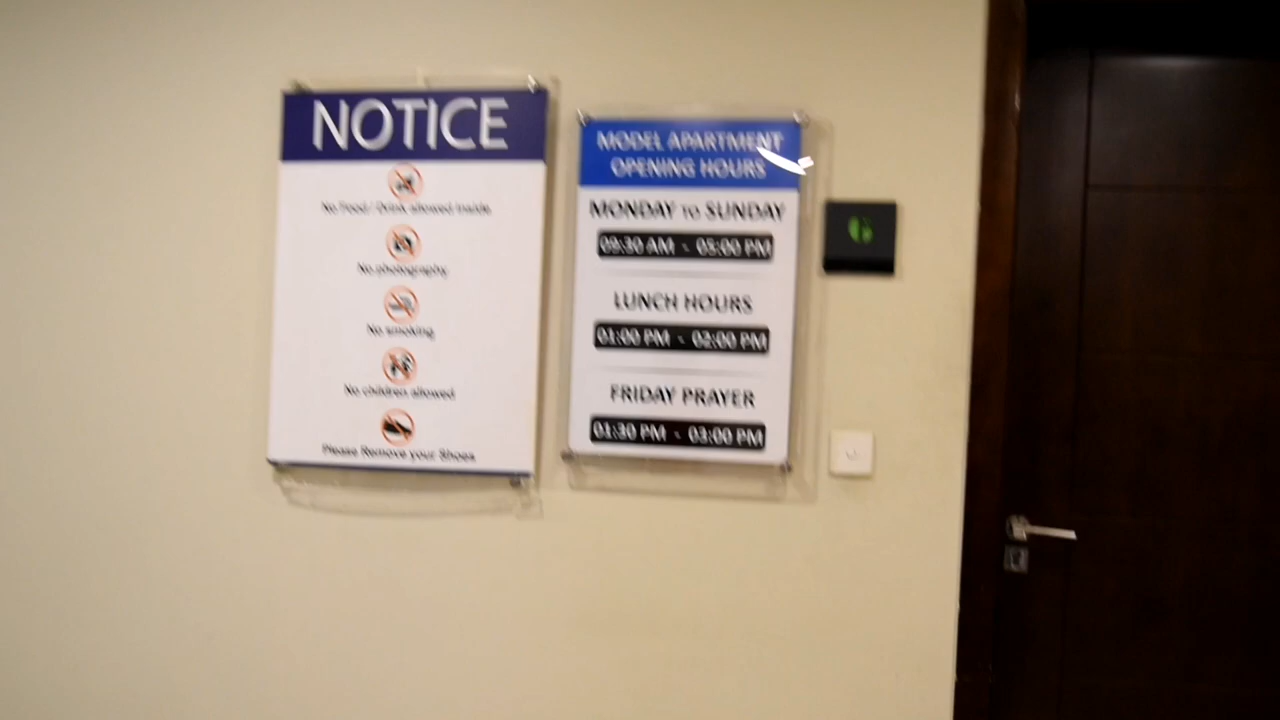 NOTICE
No Food / Drink allowed inside
No photography
No smoking
No children allowed
Please Remove your Shoes
MODEL APARTMENT
OPENING HOURS
MONDAY to SUNDAY
09:30 AM - 05:00 PM
LUNCH HOURS
01:00 PM - 02:00 PM
FRIDAY PRAYER
01:30 PM - 03:00 PM